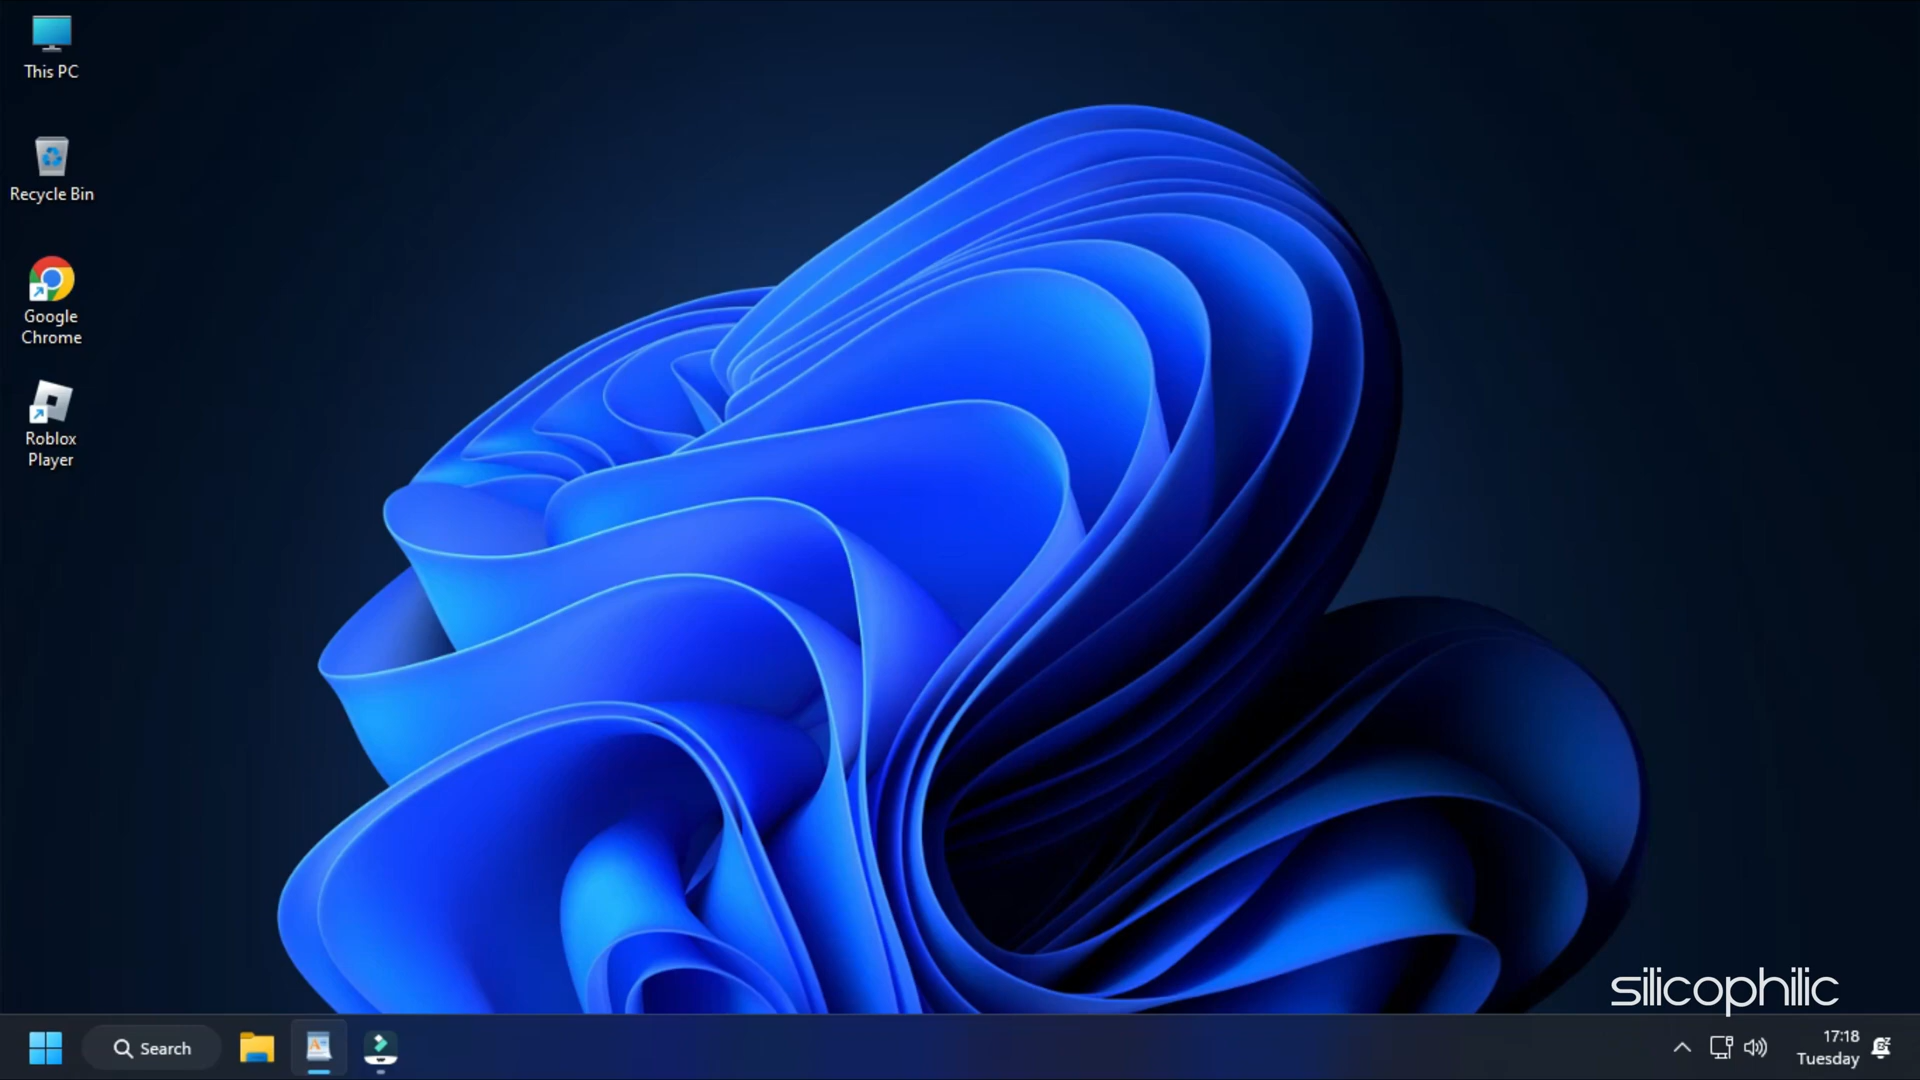 This PC
Recycle Bin
Google
Chrome
Roblox
Player
silicophilic
Search
17:18
Tuesday